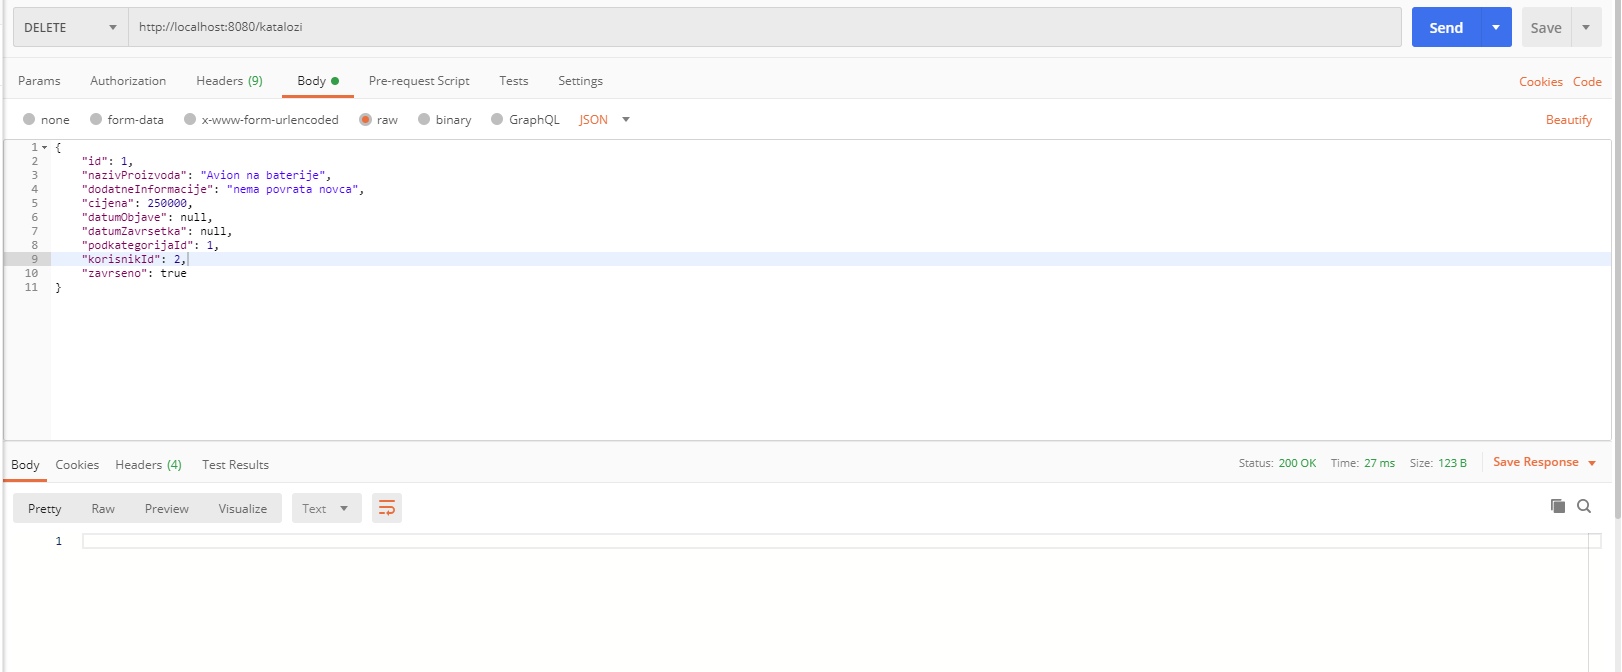 DELETE http://localhost:8080/katalozi Send Save
Params Authorization Headers (9) Body Pre-request Script Tests Settings Cookies Code
none form-data x-www-form-urlencoded raw binary GraphQL JSON Beautify
1 {
2 "id": 1,
3 "nazivProizvoda": "Avion na baterije",
4 "dodatneInformacije": "nema povrata novca",
5 "cijena": 250000,
6 "datumObjave": null,
7 "datumZavrsetka": null,
8 "podkategorijaId": 1,
9 "korisnikId": 2,
10 "zavrseno": true
11 }
Body Cookies Headers (4) Test Results Status: 200 OK Time: 27 ms Size: 123 B Save Response
Pretty Raw Preview Visualize Text
1